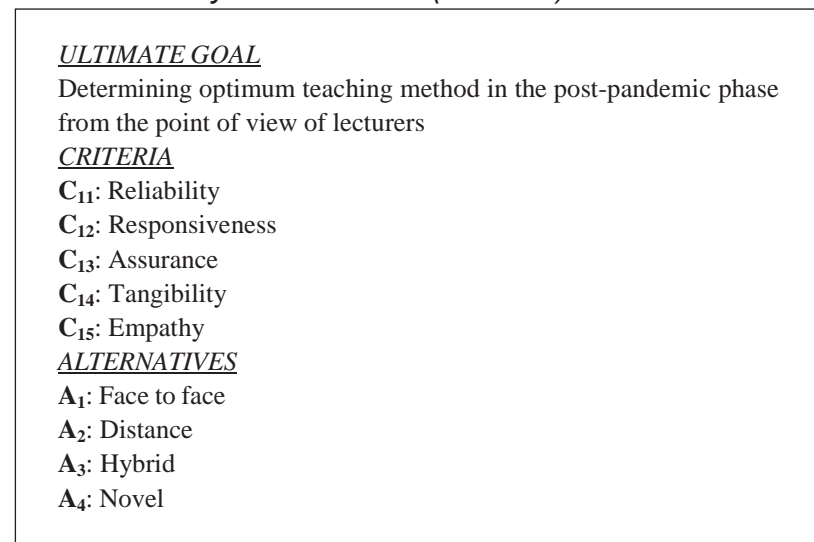 ULTIMATE GOAL
Determining optimum teaching method in the post-pandemic phase
from the point of view of lecturers
CRITERIA
C₁₁: Reliability
C₁₂: Responsiveness
C₁₃: Assurance
C₁₄: Tangibility
C₁₅: Empathy
ALTERNATIVES
A₁: Face to face
A₂: Distance
A₃: Hybrid
A₄: Novel